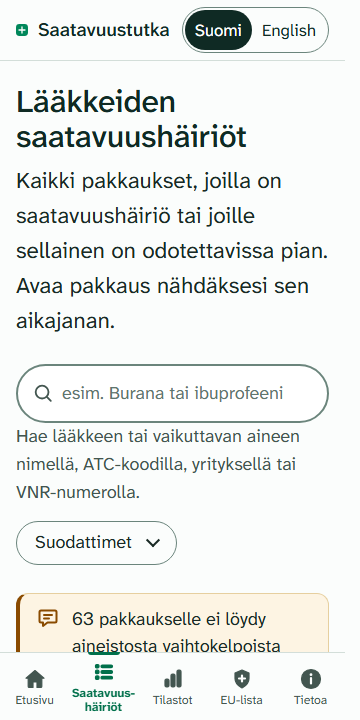 Saatavuustutka
Suomi
English
Lääkkeiden
saatavuushäiriöt
Kaikki pakkaukset, joilla on
saatavuushäiriö tai joille
sellainen on odotettavissa pian.
Avaa pakkaus nähdäksesi sen
aikajanan.
esim. Burana tai ibuprofeeni
Hae lääkkeen tai vaikuttavan aineen
nimellä, ATC-koodilla, yrityksellä tai
VNR-numerolla.
Suodattimet
63 pakkaukselle ei löydy
aineistosta vaihtokelpoista
Etusivu
Saatavuus-
häiriöt
Tilastot
EU-lista
Tietoa